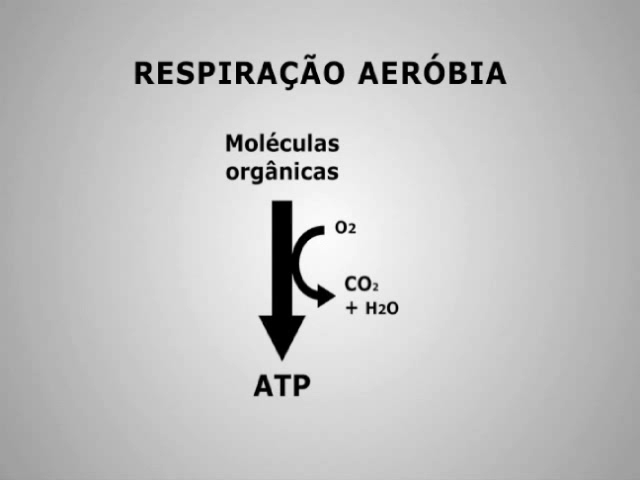 RESPIRAÇÃO AERÓBIA
Moléculas
orgânicas
O2
CO2
+ H2O
ATP